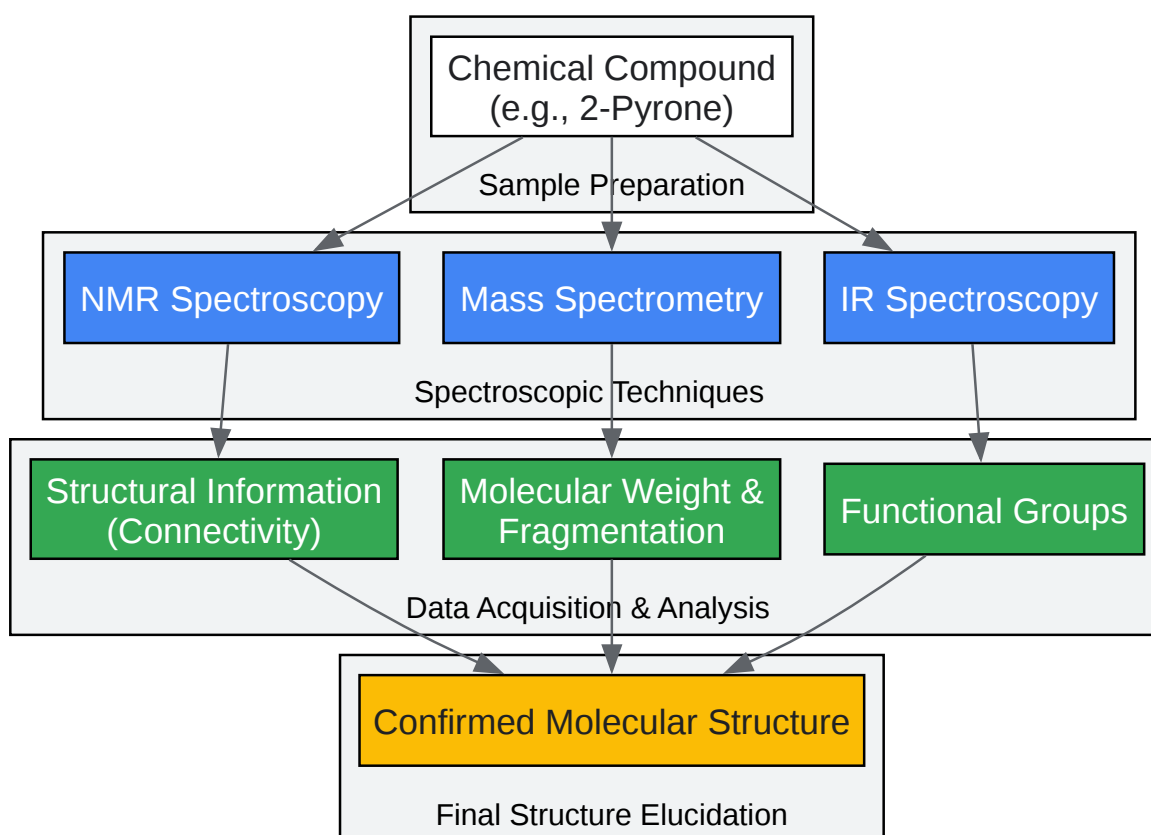 Chemical Compound
(e.g., 2-Pyrone)
Sample Preparation
NMR Spectroscopy
Mass Spectrometry
IR Spectroscopy
Spectroscopic Techniques
Structural Information
(Connectivity)
Molecular Weight &
Fragmentation
Functional Groups
Data Acquisition & Analysis
Confirmed Molecular Structure
Final Structure Elucidation